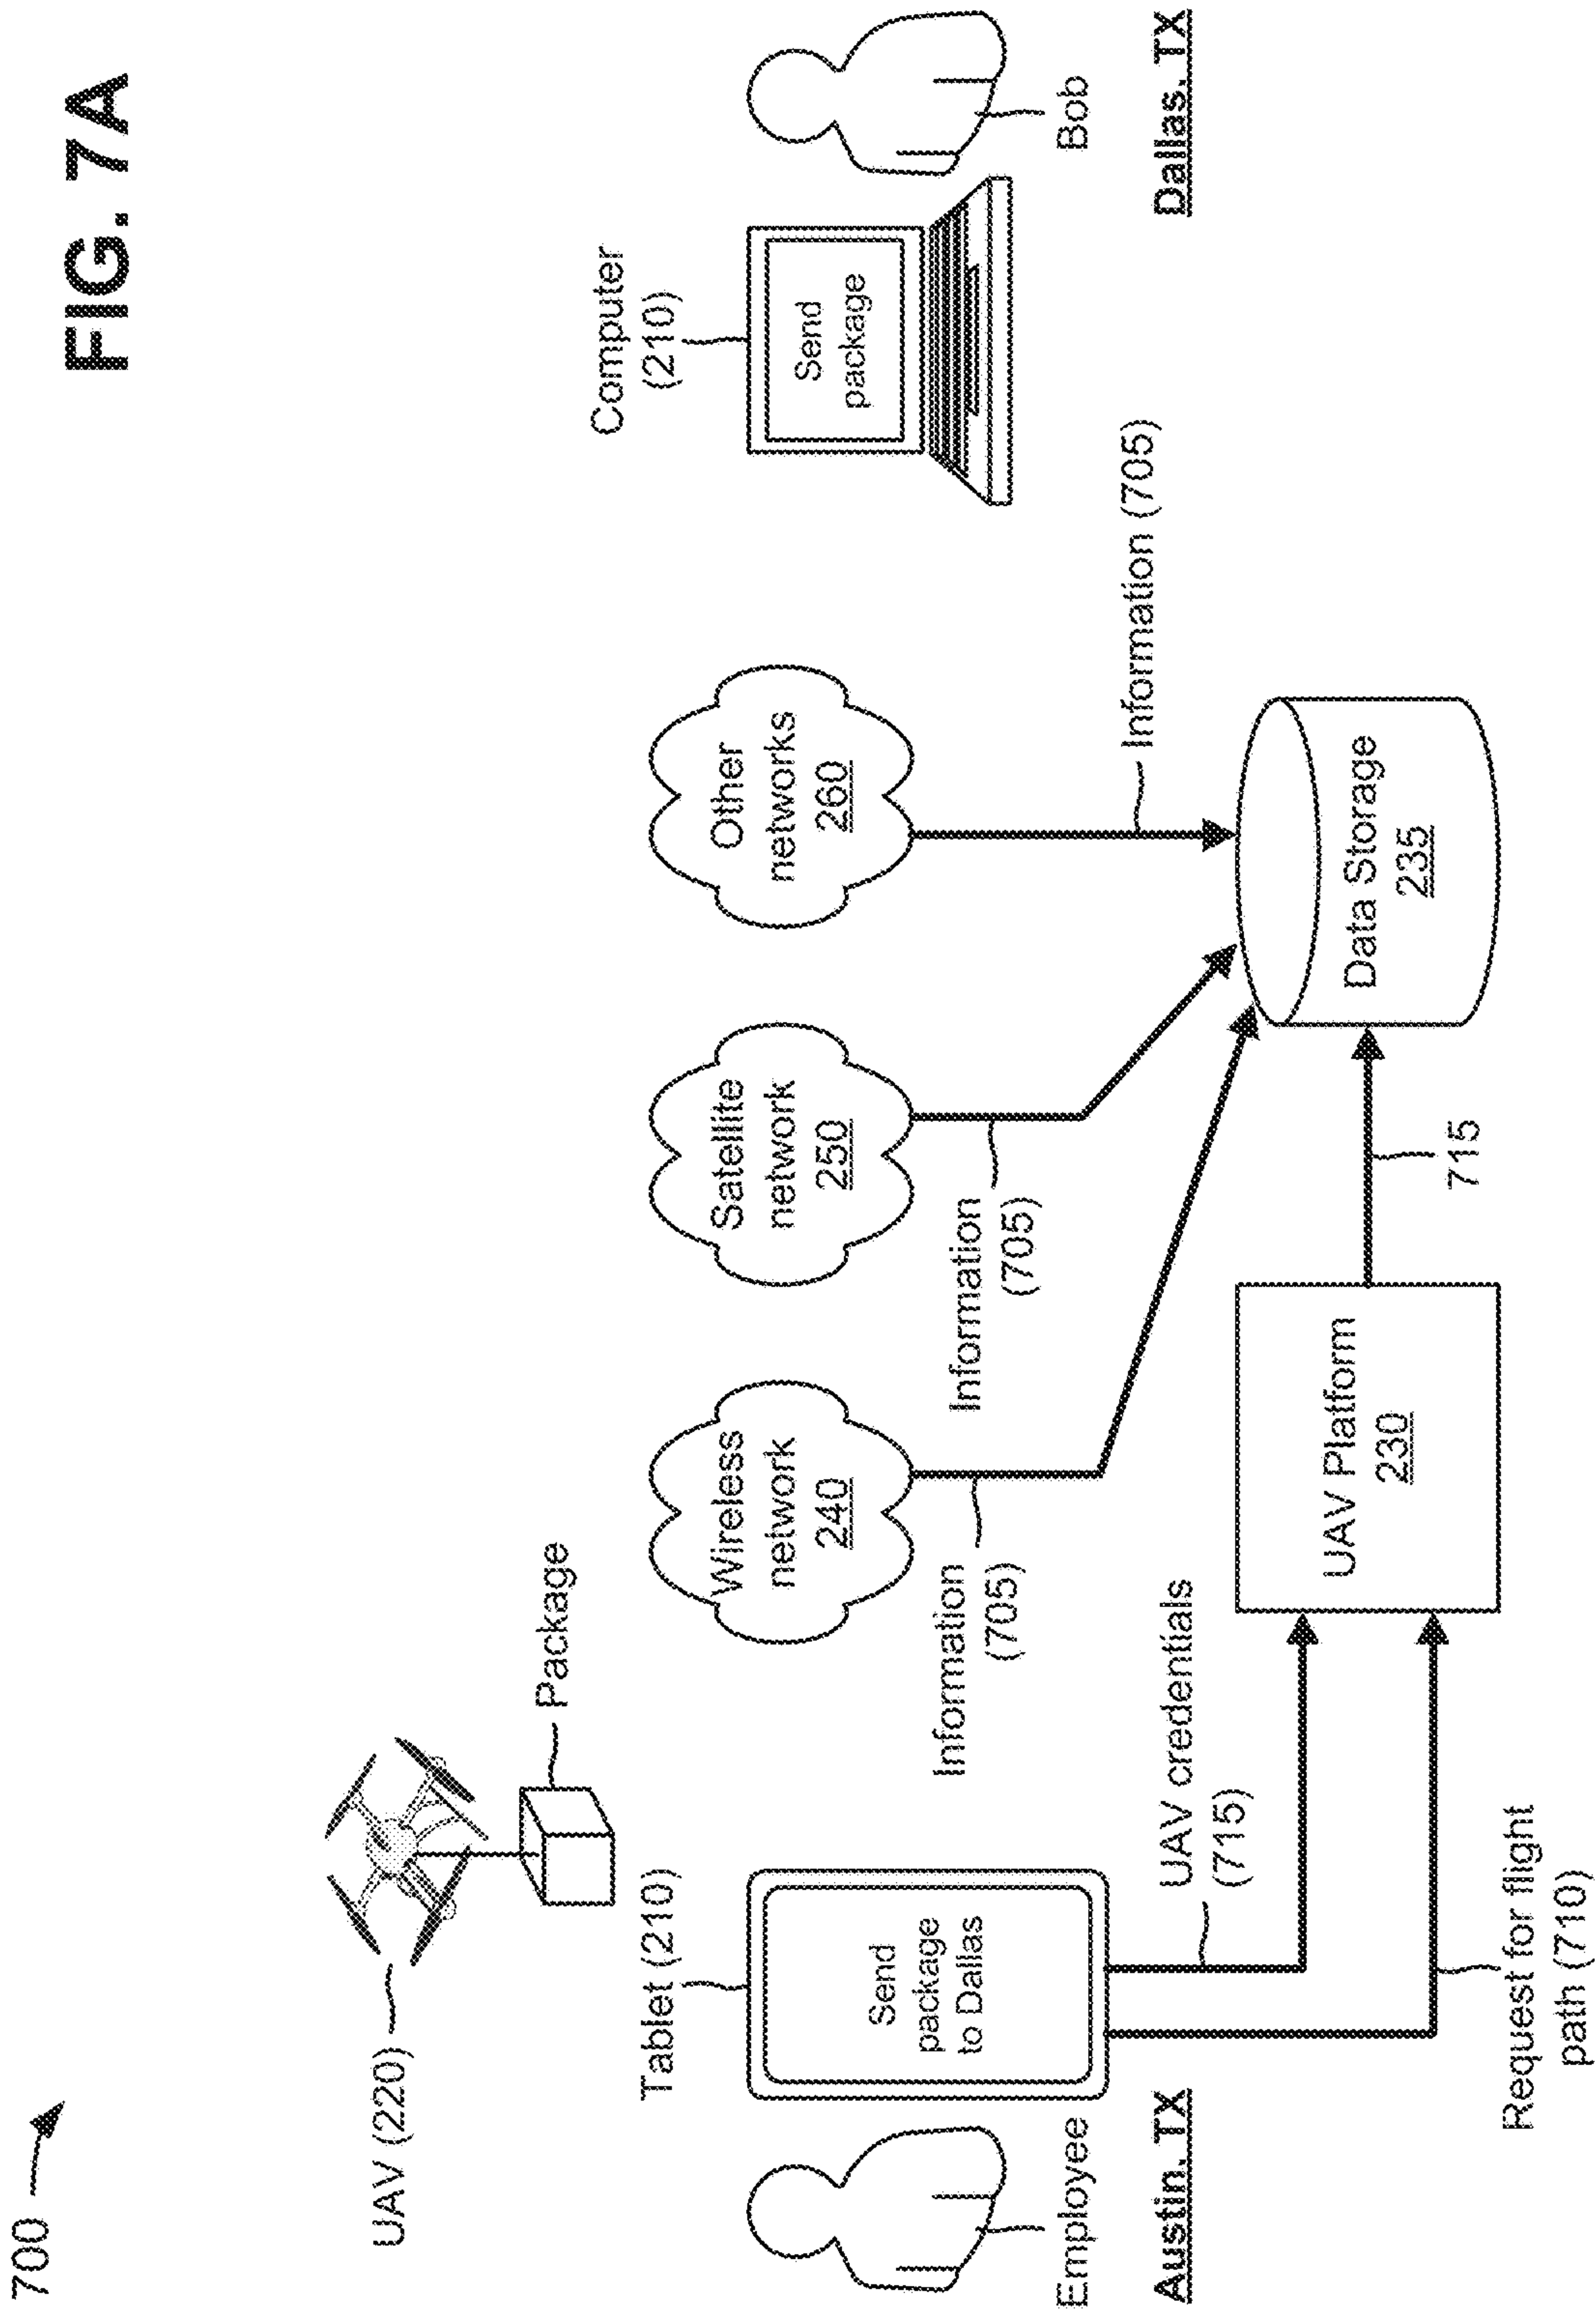 700
FIG. 7A
UAV (220)
Package
Tablet (210)
Send
package
to Dallas
Employee
Austin, TX
Wireless
network
240
Satellite
network
250
Other
networks
260
Computer
(210)
Send
package
Bob
Dallas, TX
Information
(705)
Information
(705)
Information (705)
UAV credentials
(715)
Request for flight
path (710)
UAV Platform
230
715
Data Storage
235